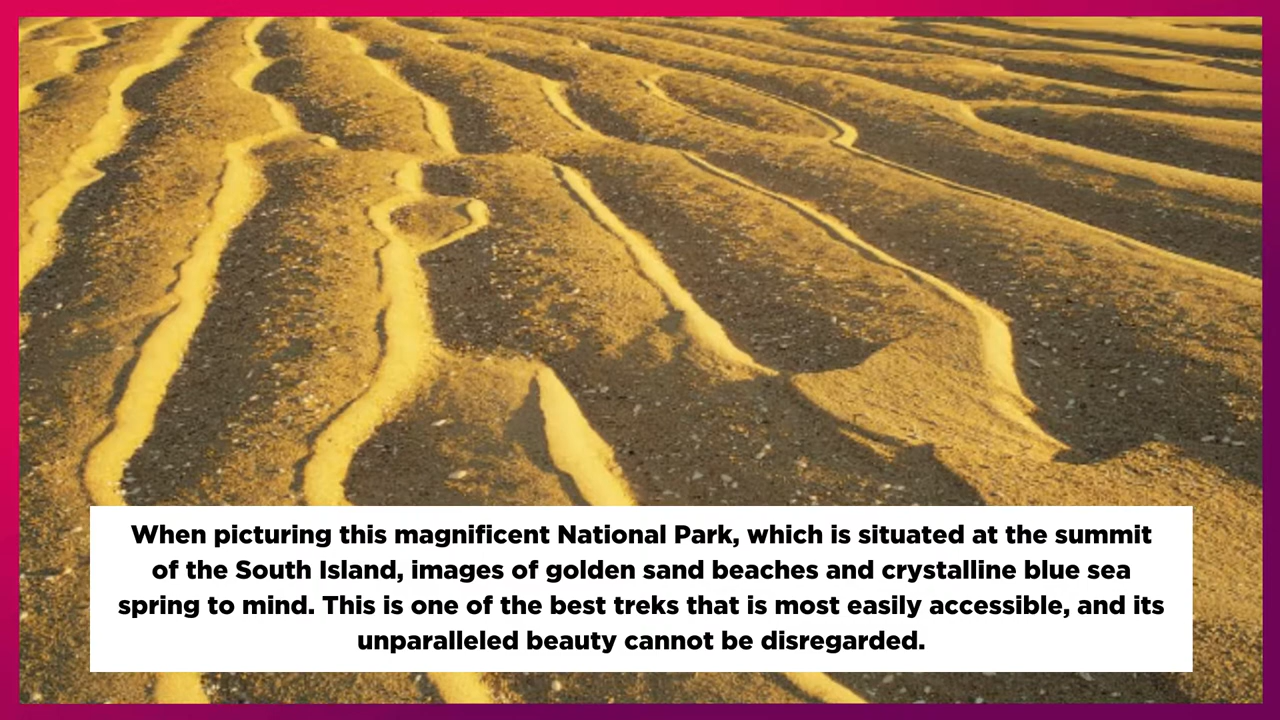 When picturing this magnificent National Park, which is situated at the summit
of the South Island, images of golden sand beaches and crystalline blue sea
spring to mind. This is one of the best treks that is most easily accessible, and its
unparalleled beauty cannot be disregarded.